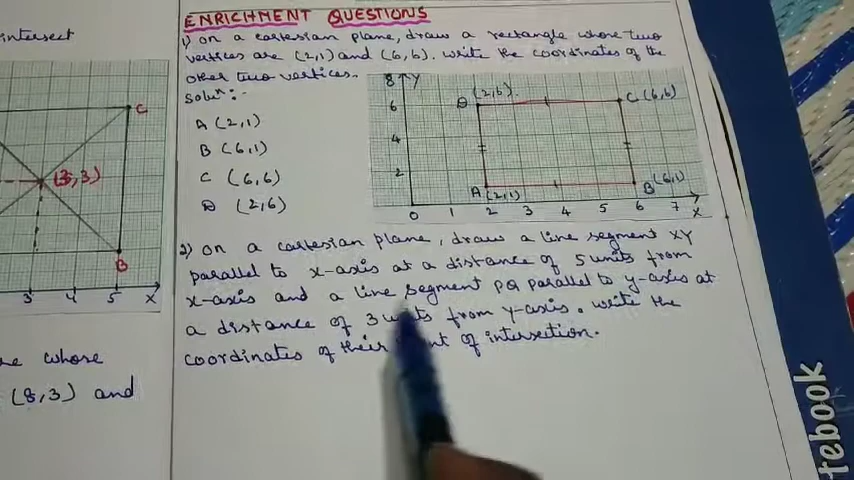 intersect
C
(3,3)
B
3 4 5 X
re whose
(8,3) and
ENRICHMENT QUESTIONS
1) On a cartesian plane, draw a rectangle whose two
vertices are (2,1) and (6,6). write the coordinates of the
other two vertices.
Soluⁿ:-
A (2,1)
B (6,1)
C (6,6)
D (2,6)
8 Y
6
4
2
0 1 2 3 4 5 6 7 X
D (2,6)
C (6,6)
A (2,1)
B (6,1)
2) On a cartesian plane, draw a line segment XY
parallel to x-axis at a distance of 5 units from
x-axis and a line segment PQ parallel to y-axis at
a distance of 3 units from y-axis. write the
coordinates of their of intersection.
Reebok Notebook